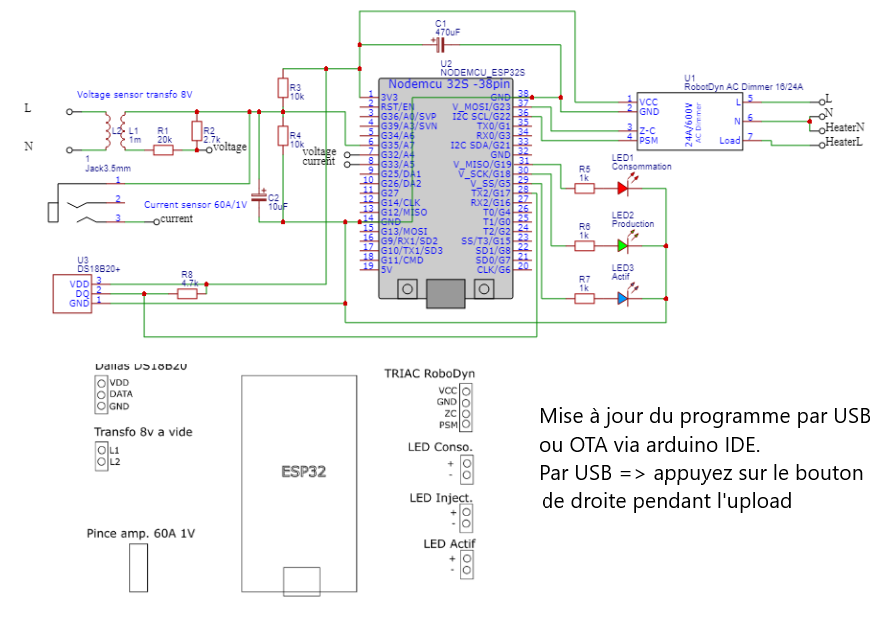 C1
470uF
U2
NODEMCU_ESP32S
Nodemcu 32S -38pin
U1
RobotDyn AC Dimmer 16/24A
Voltage sensor transfo 8V
L
N
L2
L1
1m
R1
20k
R2
2.7k
voltage
R3
10k
R4
10k
C2
10uF
1
Jack3.5mm
1
2
3
Current sensor 60A/1V
current
voltage
current
1 3V3
2 RST/EN
3 G36/A0/SVP
4 G39/A3/SVN
5 G34/A6
6 G35/A7
7 G32/A4
8 G33/A5
9 G25/DA1
10 G26/DA2
11 G27
12 G14/CLK
13 G12/MISO
14 GND
15 G13/MOSI
16 G9/RX1/SD2
17 G10/TX1/SD3
18 G11/CMD
19 5V
GND 38
V_MOSI/G23 37
I2C SCL/G22 36
TX0/G1 35
RX0/G3 34
I2C SDA/G21 33
GND 32
V_MISO/G19 31
V_SCK/G18 30
V_SS/G5 29
TX2/G17 28
RX2/G16 27
T0/G4 26
T1/G0 25
T2/G2 24
SS/T3/G15 23
SD1/G8 22
SD0/G7 21
CLK/G6 20
1 VCC
2 GND
3 Z-C
4 PSM
24A/600V
AC Dimmer
L 5
N 6
Load 7
L
N
HeaterN
HeaterL
R5
1k
LED1
Consommation
R6
1k
LED2
Production
R7
1k
LED3
Actif
U3
DS18B20+
VDD 3
DQ 2
GND 1
R8
4.7k
Dallas DS18B20
VDD
DATA
GND
Transfo 8v a vide
L1
L2
Pince amp. 60A 1V
ESP32
TRIAC RoboDyn
VCC
GND
ZC
PSM
LED Conso.
+
-
LED Inject.
+
-
LED Actif
+
-
Mise à jour du programme par USB
ou OTA via arduino IDE.
Par USB => appuyez sur le bouton
de droite pendant l'upload